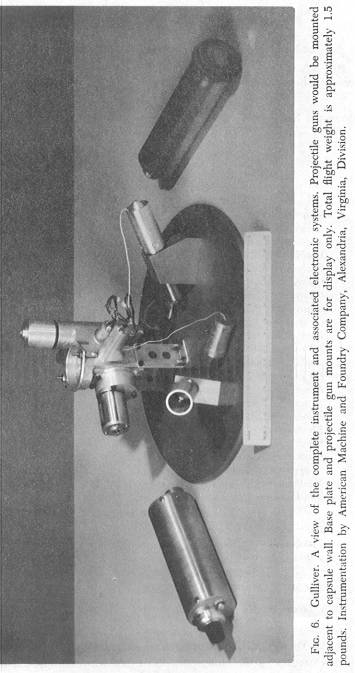 FIG. 6. Gulliver. A view of the complete instrument and associated electronic systems. Projectile guns would be mounted
adjacent to capsule wall. Base plate and projectile gun mounts are for display only. Total flight weight is approximately 1.5
pounds. Instrumentation by American Machine and Foundry Company, Alexandria, Virginia, Division.